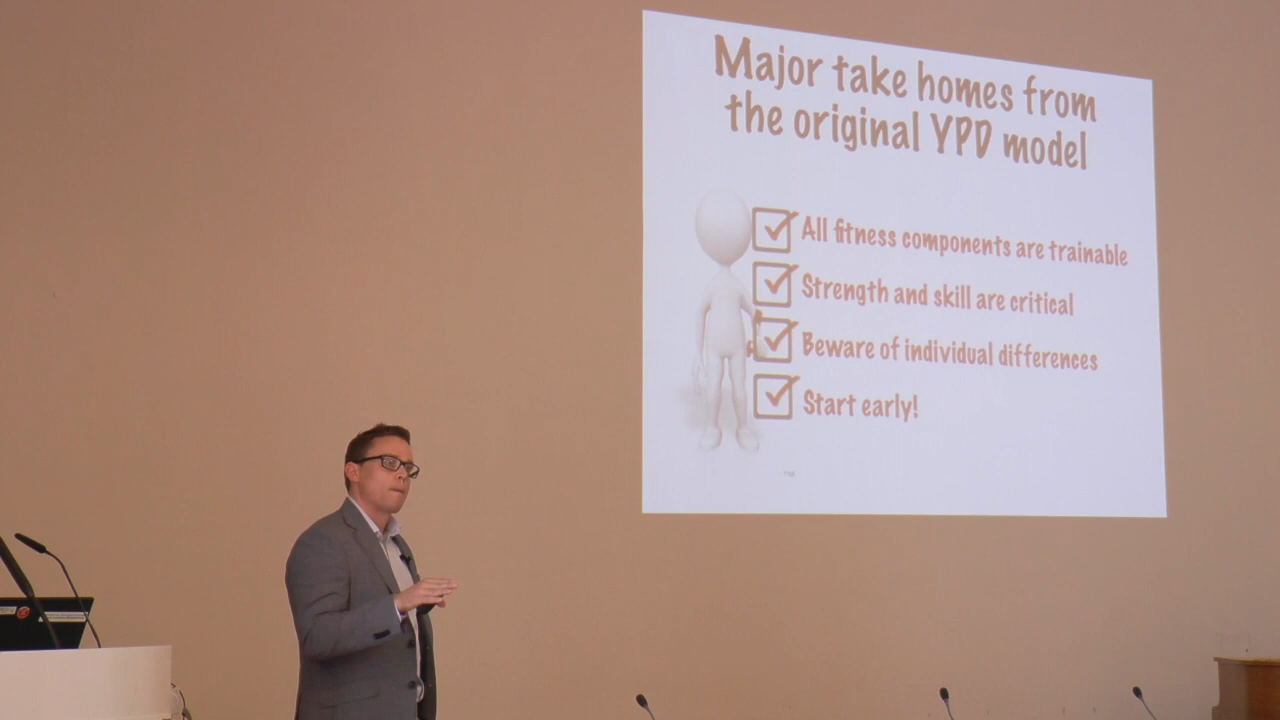 Major take homes from
the original YPD model
All fitness components are trainable
Strength and skill are critical
Beware of individual differences
Start early!